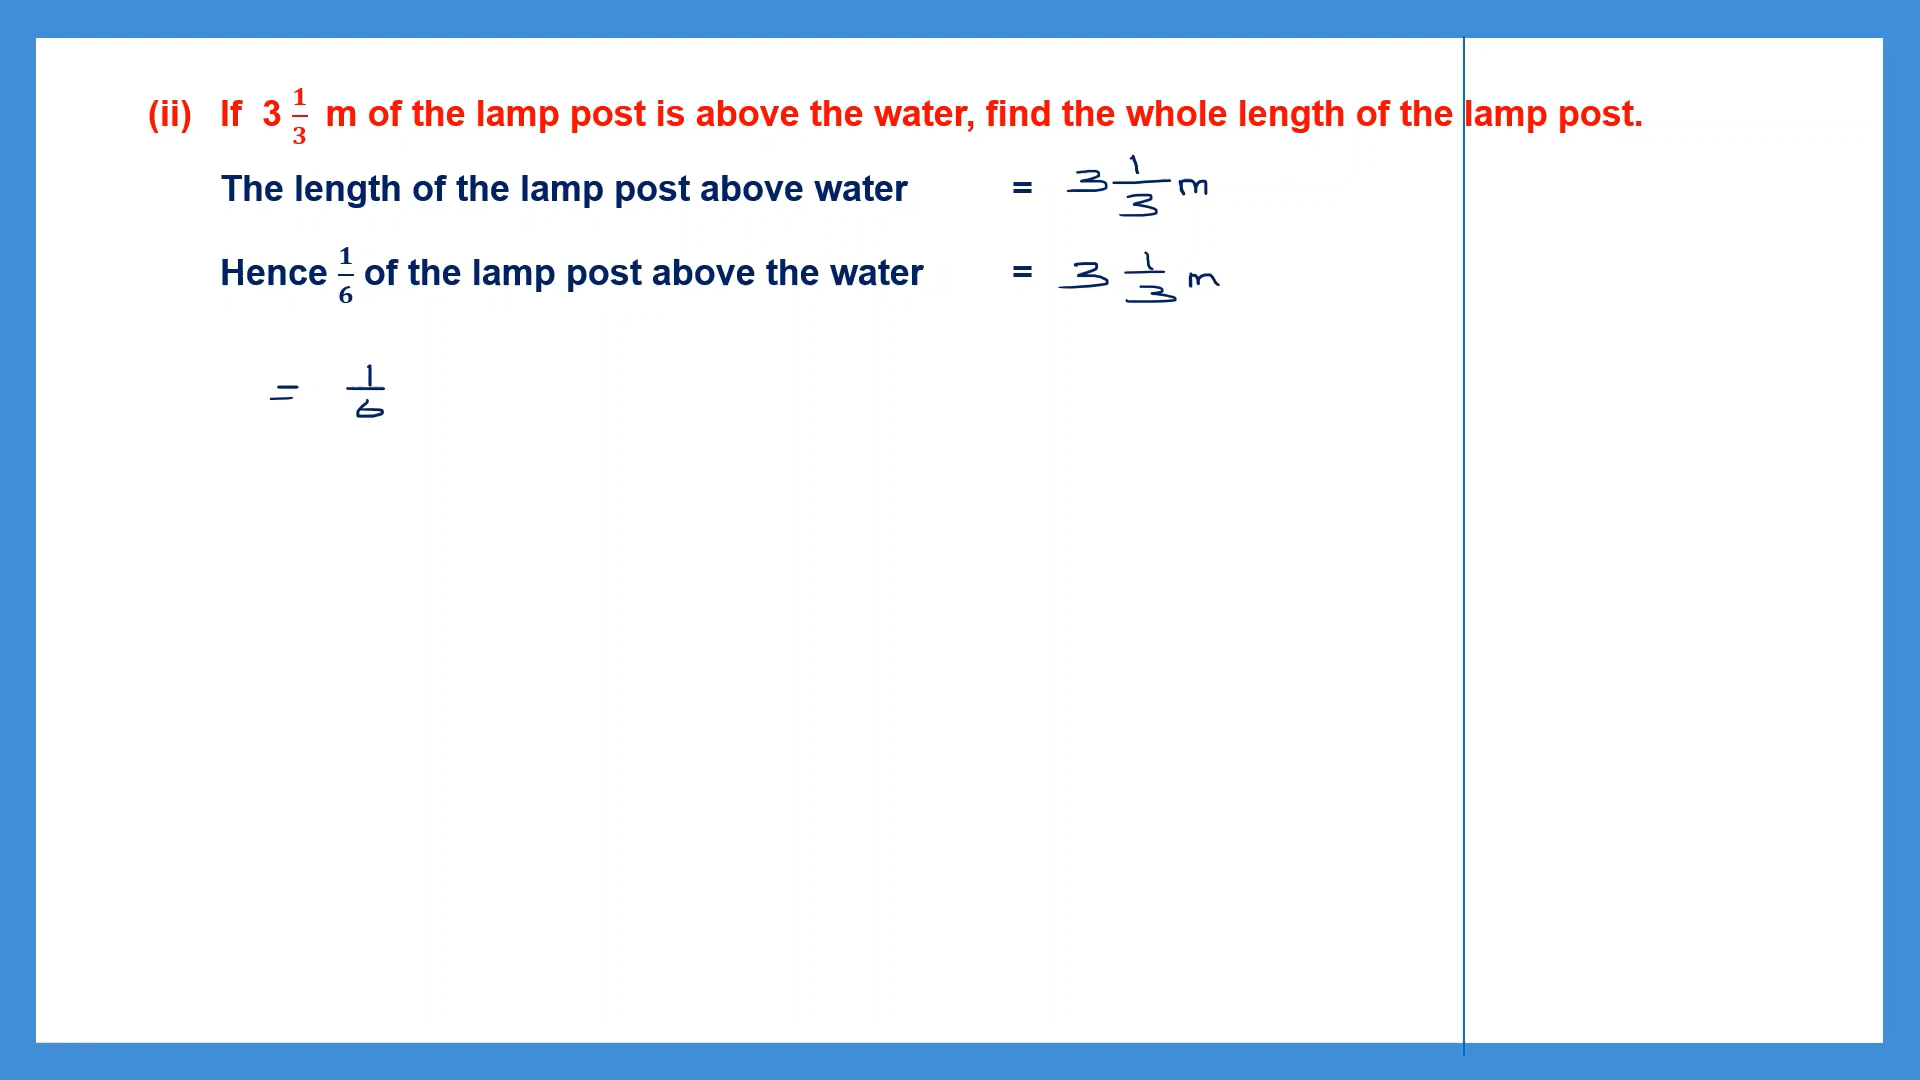 (ii) If 3 1/3 m of the lamp post is above the water, find the whole length of the lamp post.
The length of the lamp post above water = 3 1/3 m
Hence 1/6 of the lamp post above the water = 3 1/3 m
= 1/6